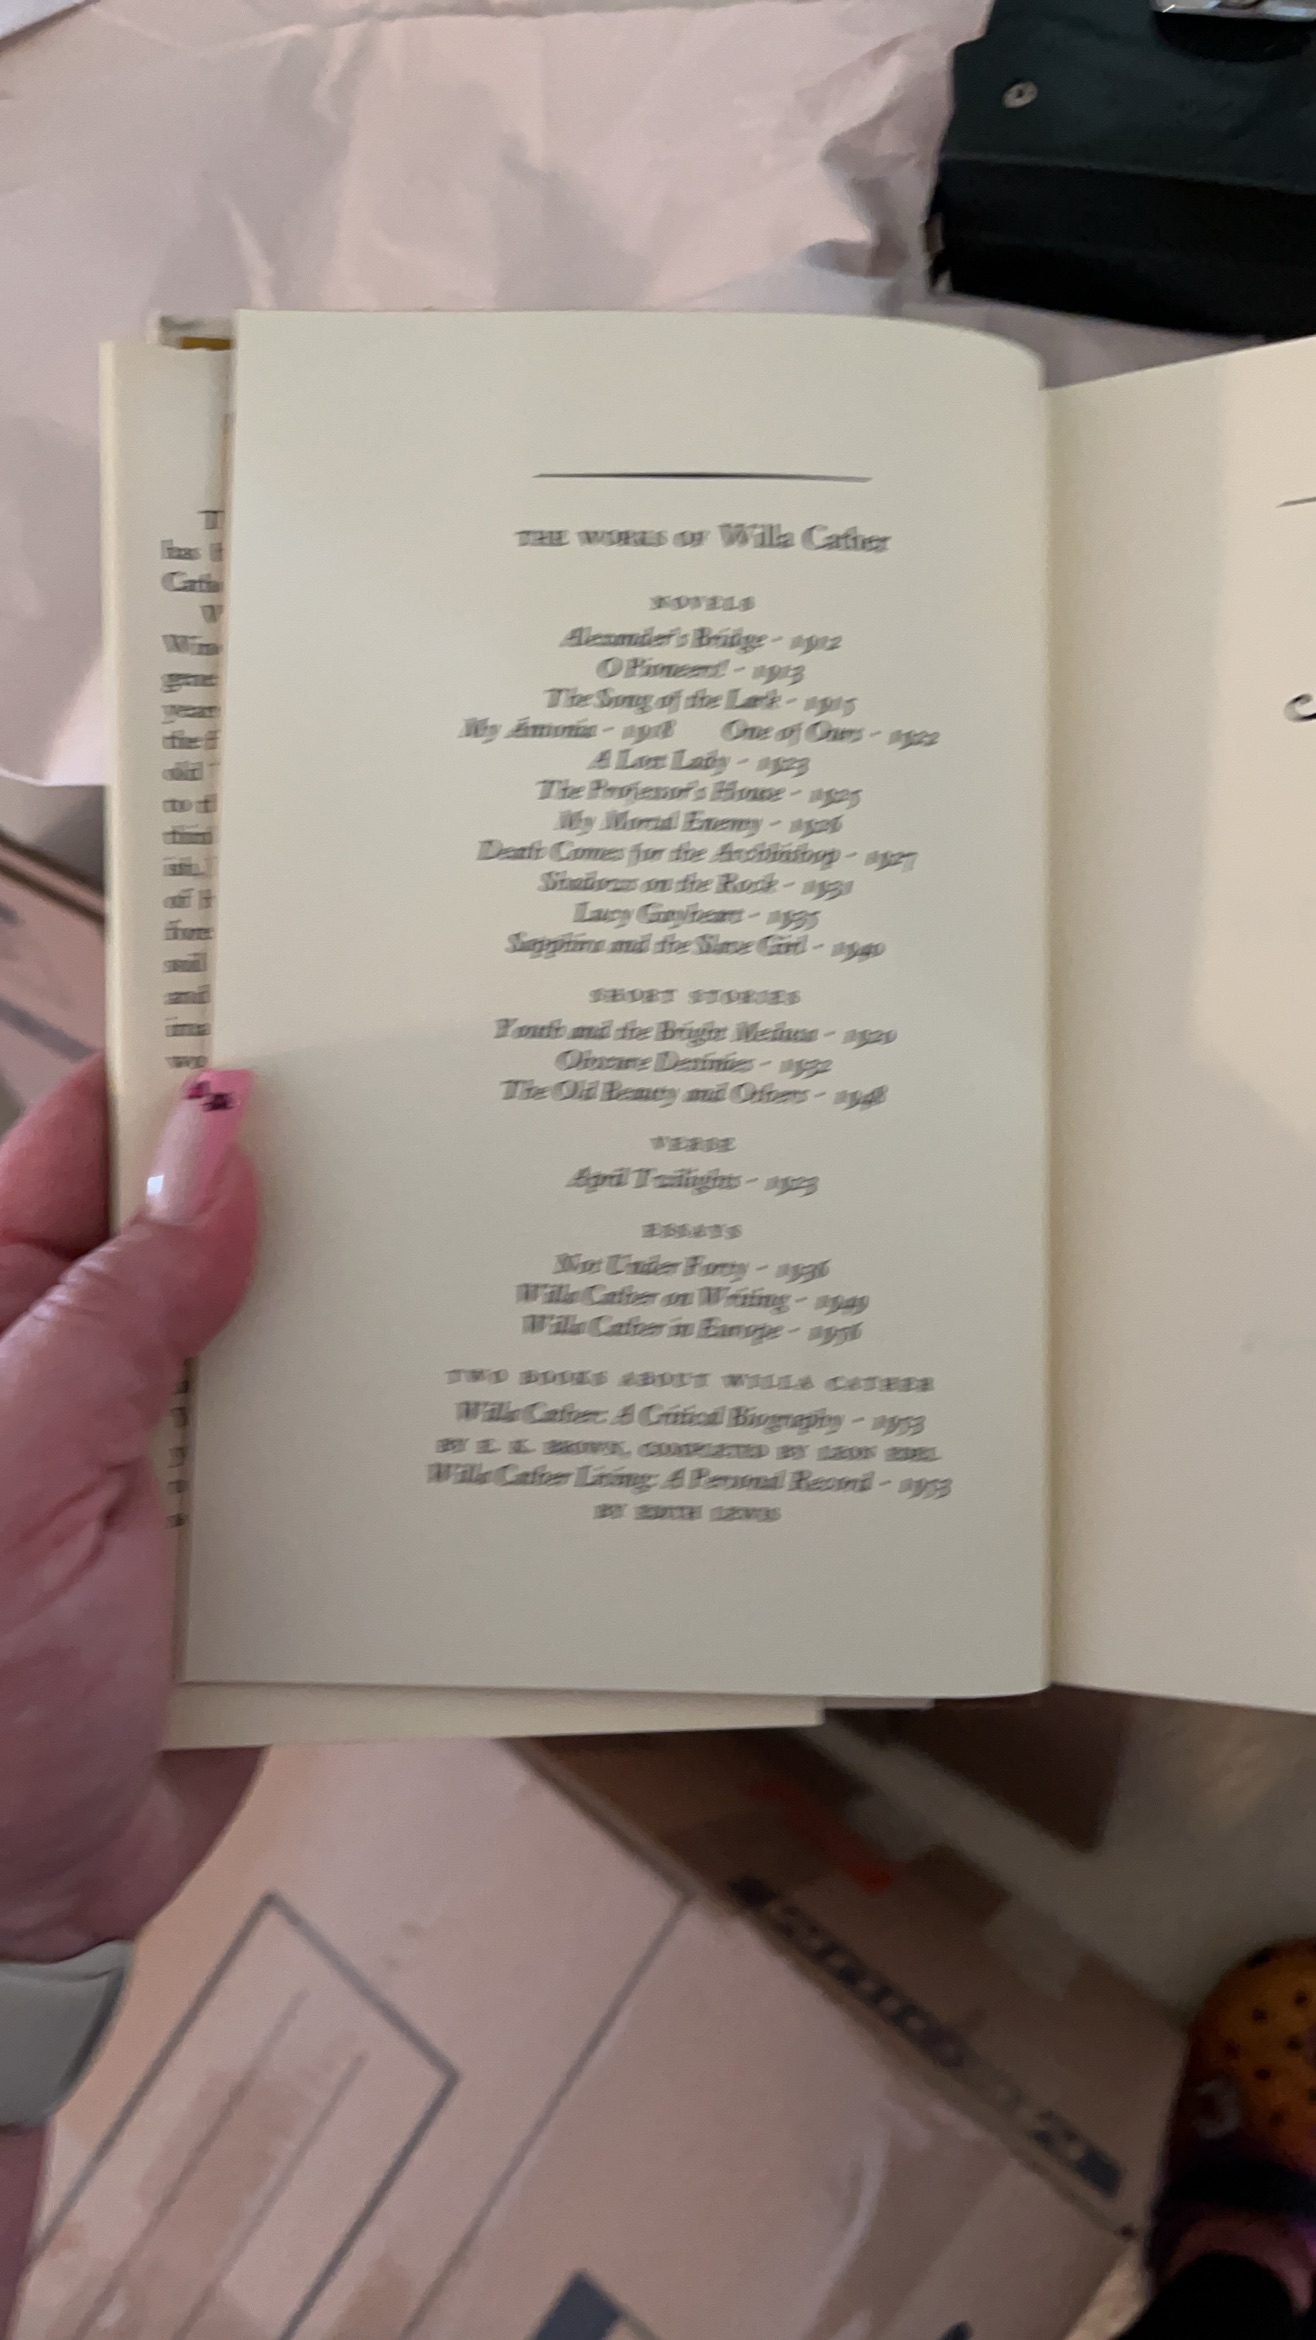 THE WORKS OF Willa Cather
NOVELS
Alexander's Bridge - 1912
O Pioneers! - 1913
The Song of the Lark - 1915
My Ántonia - 1918 One of Ours - 1922
A Lost Lady - 1923
The Professor's House - 1925
My Mortal Enemy - 1926
Death Comes for the Archbishop - 1927
Shadows on the Rock - 1931
Lucy Gayheart - 1935
Sapphira and the Slave Girl - 1940
SHORT STORIES
Youth and the Bright Medusa - 1920
Obscure Destinies - 1932
The Old Beauty and Others - 1948
VERSE
April Twilights - 1923
ESSAYS
Not Under Forty - 1936
Willa Cather on Writing - 1949
Willa Cather in Europe - 1956
TWO BOOKS ABOUT WILLA CATHER
Willa Cather: A Critical Biography - 1953
BY E. K. BROWN, COMPLETED BY LEON EDEL
Willa Cather Living: A Personal Record - 1953
BY EDITH LEWIS